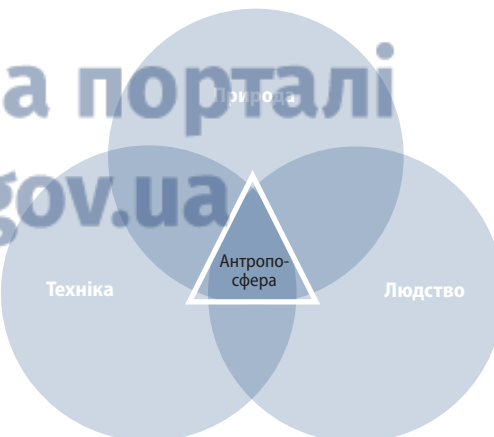 а порталі
Природа
gov.ua
Антропо-
сфера
Техніка
Людство